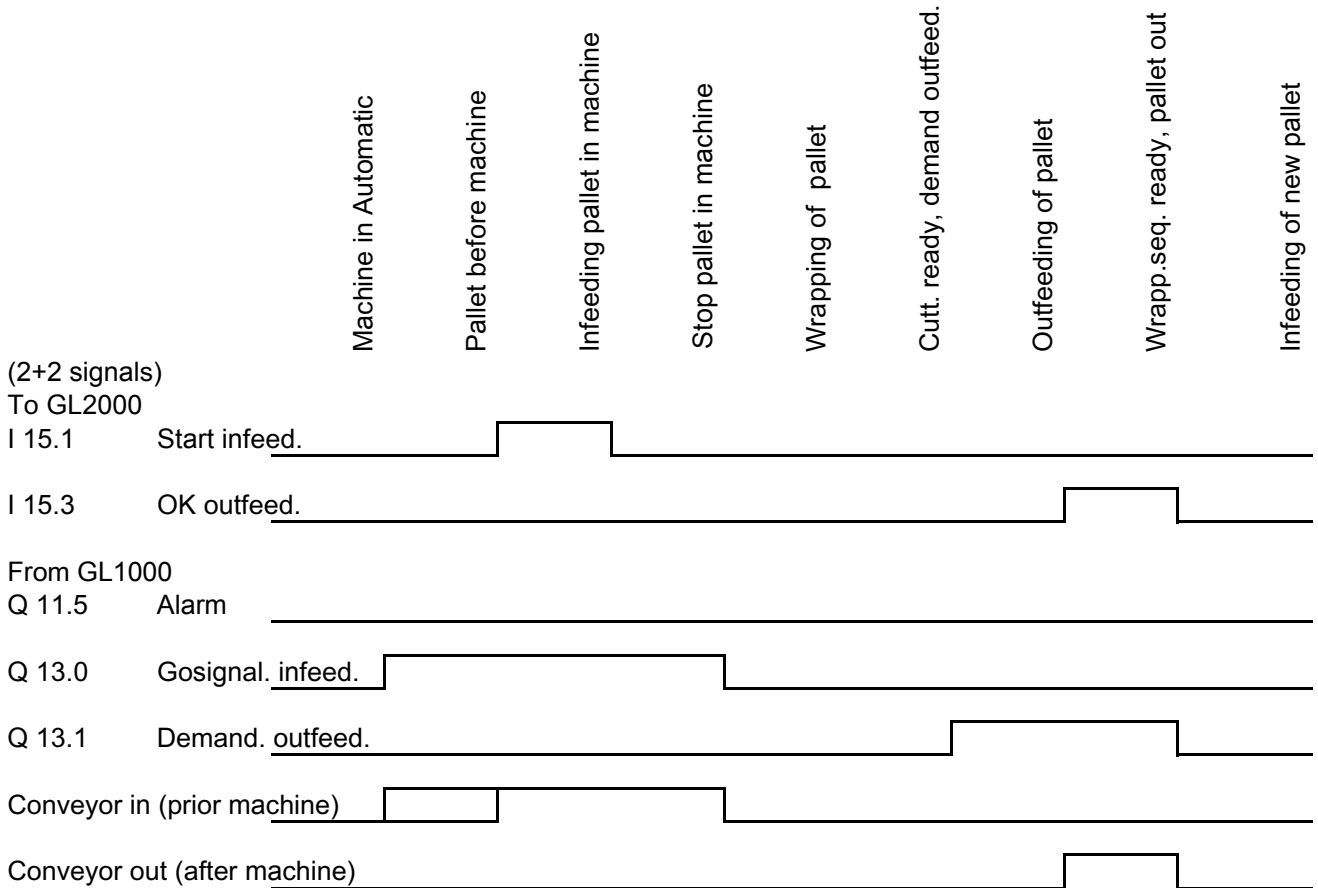 Machine in Automatic
Pallet before machine
Infeeding pallet in machine
Stop pallet in machine
Wrapping of pallet
Cutt. ready, demand outfeed.
Outfeeding of pallet
Wrapp.seq. ready, pallet out
Infeeding of new pallet
(2+2 signals)
To GL2000
I 15.1 Start infeed.
I 15.3 OK outfeed.
From GL1000
Q 11.5 Alarm
Q 13.0 Gosignal. infeed.
Q 13.1 Demand. outfeed.
Conveyor in (prior machine)
Conveyor out (after machine)